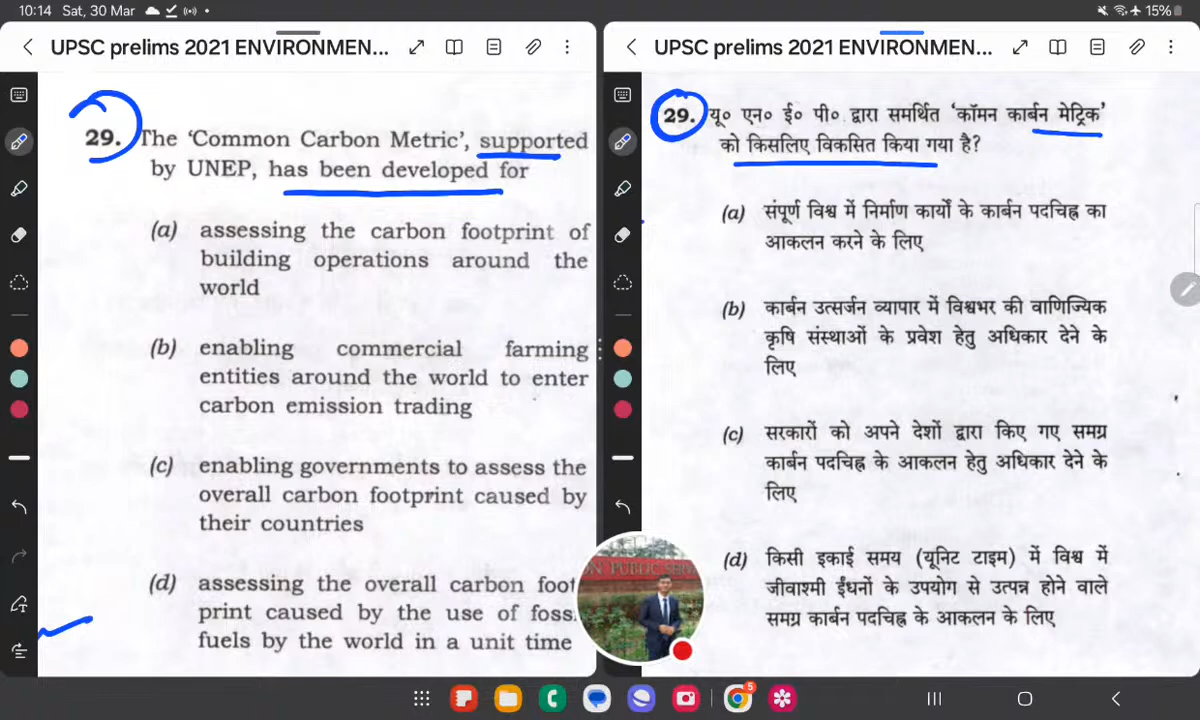 10:14 Sat, 30 Mar
15%
UPSC prelims 2021 ENVIRONMEN...
29. The ‘Common Carbon Metric’, supported
by UNEP, has been developed for
(a) assessing the carbon footprint of
building operations around the
world
(b) enabling commercial farming
entities around the world to enter
carbon emission trading
(c) enabling governments to assess the
overall carbon footprint caused by
their countries
(d) assessing the overall carbon foot
print caused by the use of foss
fuels by the world in a unit time
UPSC prelims 2021 ENVIRONMEN...
29. यू० एन० ई० पी० द्वारा समर्थित ‘कॉमन कार्बन मेट्रिक’
को किसलिए विकसित किया गया है?
(a) संपूर्ण विश्व में निर्माण कार्यों के कार्बन पदचिह्न का
आकलन करने के लिए
(b) कार्बन उत्सर्जन व्यापार में विश्वभर की वाणिज्यिक
कृषि संस्थाओं के प्रवेश हेतु अधिकार देने के
लिए
(c) सरकारों को अपने देशों द्वारा किए गए समग्र
कार्बन पदचिह्न के आकलन हेतु अधिकार देने के
लिए
(d) किसी इकाई समय (यूनिट टाइम) में विश्व में
जीवाश्मी ईंधनों के उपयोग से उत्पन्न होने वाले
समग्र कार्बन पदचिह्न के आकलन के लिए
ON PUBLIC SER
5